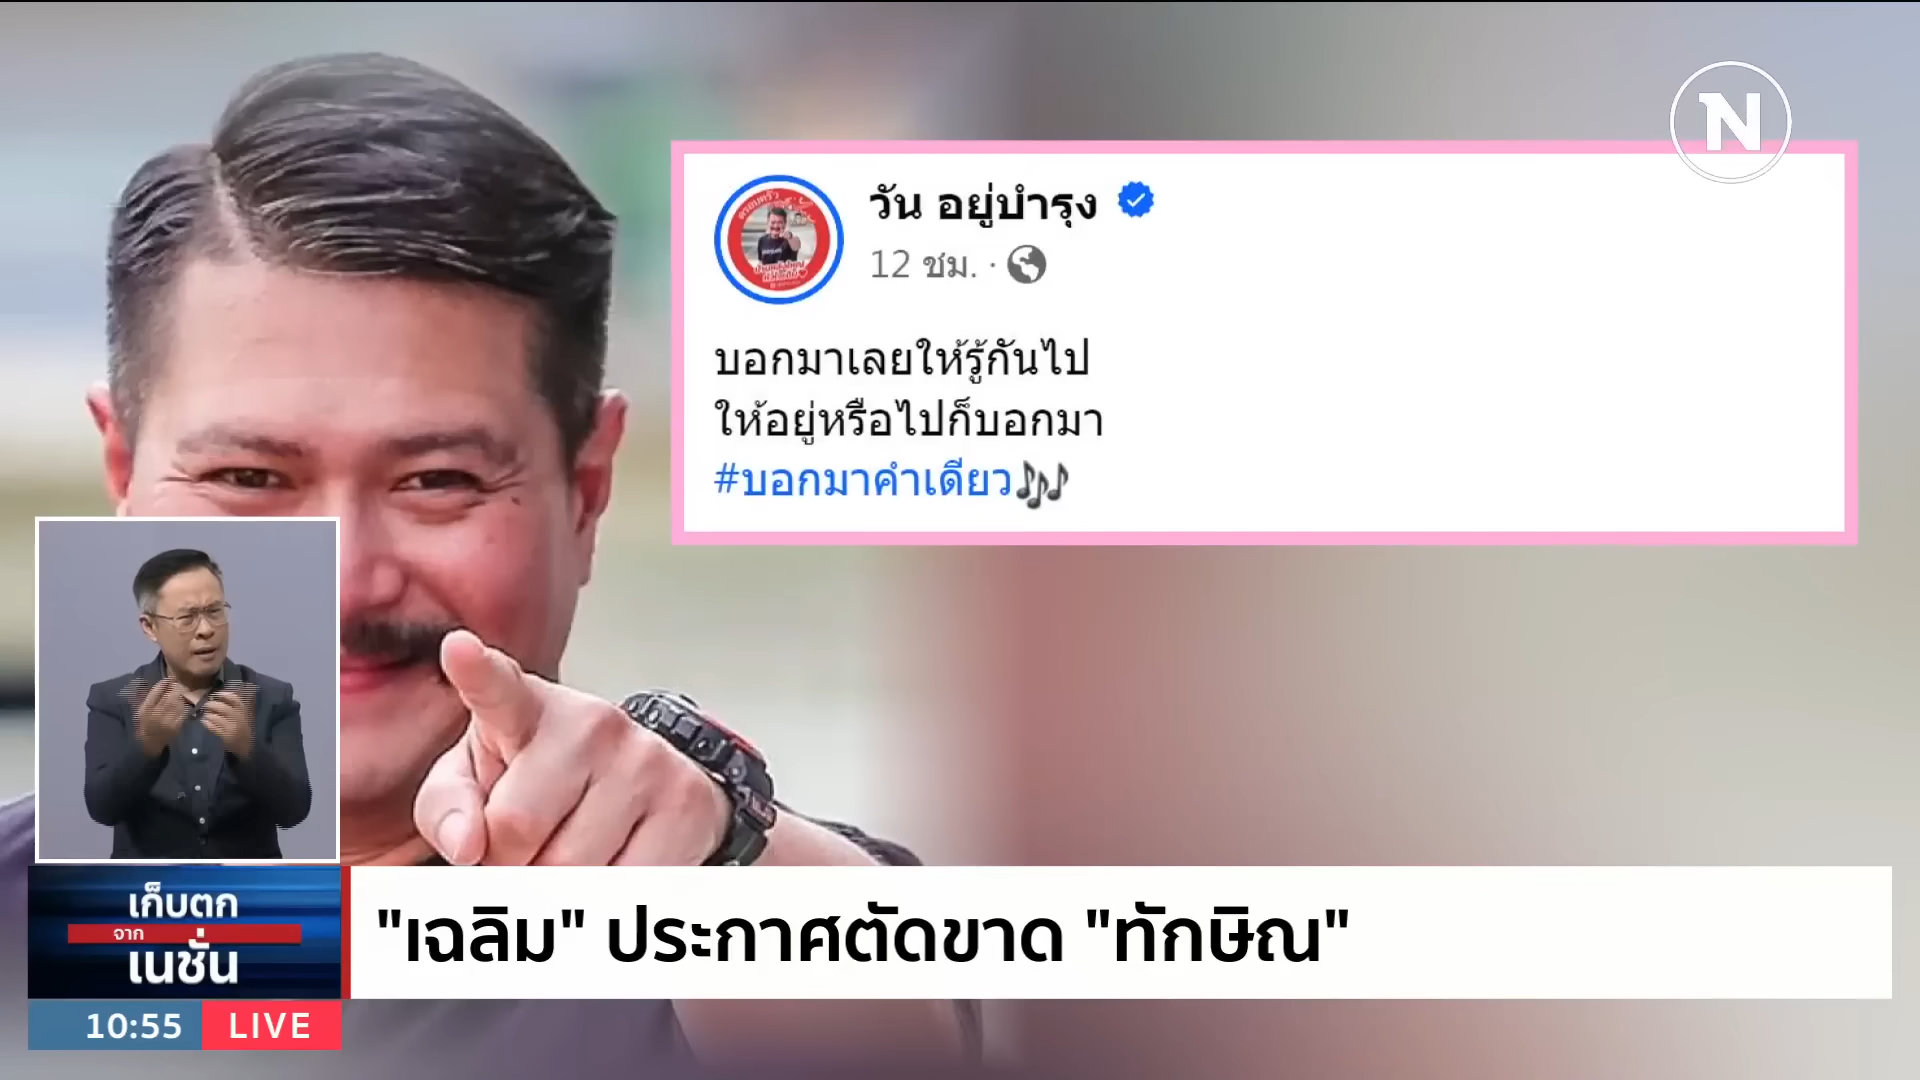 N
วัน อยู่บำรุง
12 ชม. ·
บอกมาเลยให้รู้กันไป
ให้อยู่หรือไปก็บอกมา
#บอกมาคำเดียว🎶
เก็บตก
จาก
เนชั่น
"เฉลิม" ประกาศตัดขาด "ทักษิณ"
10:55 LIVE